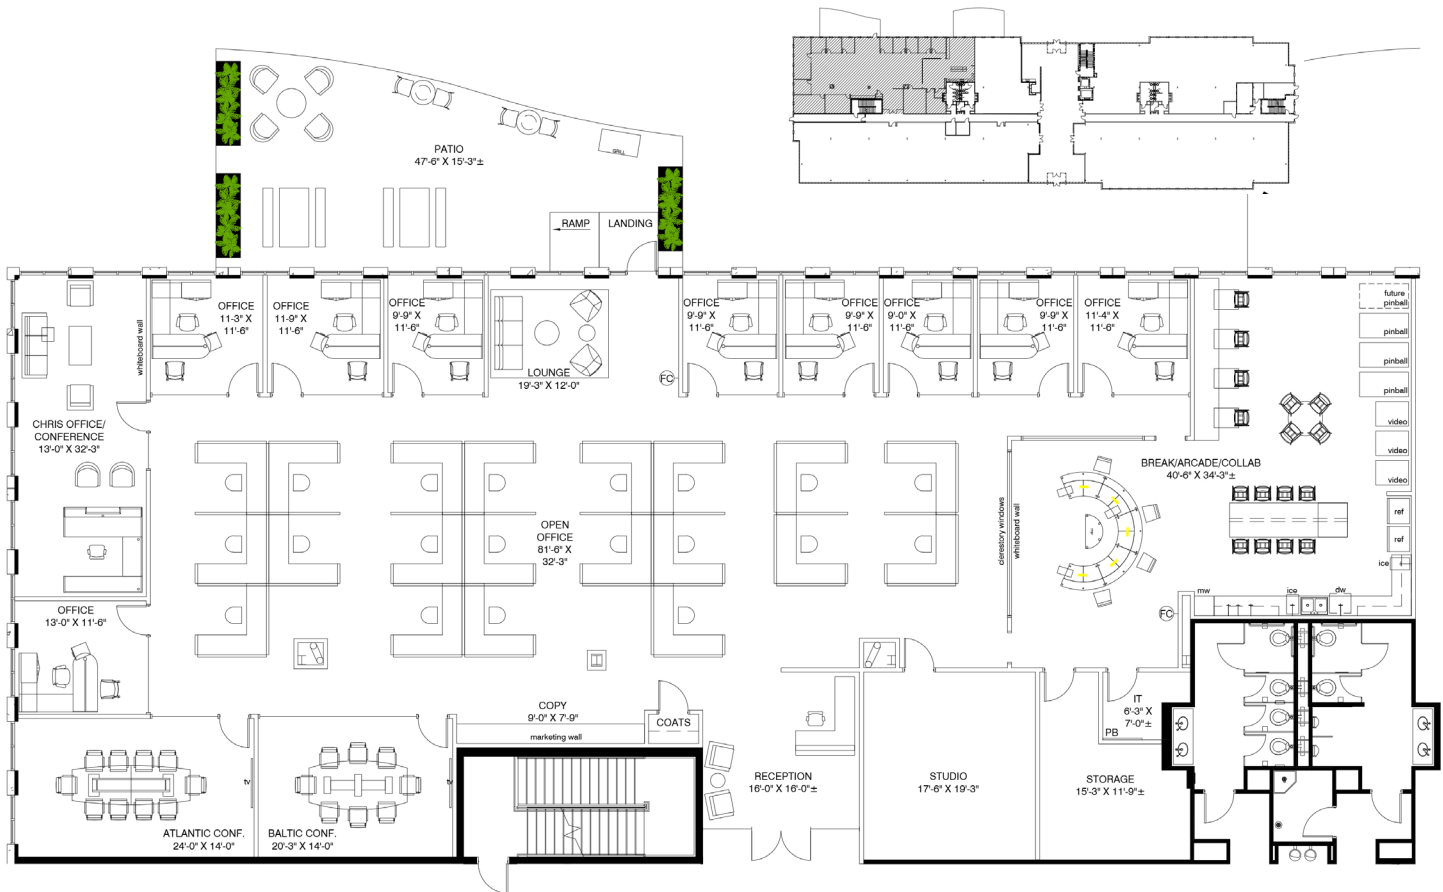 PATIO
47'-6" X 15'-3"±
GRILL
RAMP
LANDING
OFFICE
11'-3" X
11'-6"
OFFICE
11'-9" X
11'-6"
OFFICE
9'-9" X
11'-6"
LOUNGE
19'-3" X 12'-0"
FC
OFFICE
9'-9" X
11'-6"
OFFICE
9'-9" X
11'-6"
OFFICE
9'-0" X
11'-6"
OFFICE
9'-9" X
11'-6"
OFFICE
11'-4" X
11'-6"
future
pinball
pinball
pinball
pinball
video
video
video
whiteboard wall
CHRIS OFFICE/
CONFERENCE
13'-0" X 32'-3"
BREAK/ARCADE/COLLAB
40'-6" X 34'-3"±
clerestory windows
whiteboard wall
ref
ref
ice
mw
ice
dw
FC
OPEN
OFFICE
81'-6" X
32'-3"
OFFICE
13'-0" X 11'-6"
COPY
9'-0" X 7'-9"
marketing wall
COATS
IT
6'-3" X
7'-0"±
PB
RECEPTION
16'-0" X 16'-0"±
STUDIO
17'-6" X 19'-3"
STORAGE
15'-3" X 11'-9"±
ATLANTIC CONF.
24'-0" X 14'-0"
BALTIC CONF.
20'-3" X 14'-0"